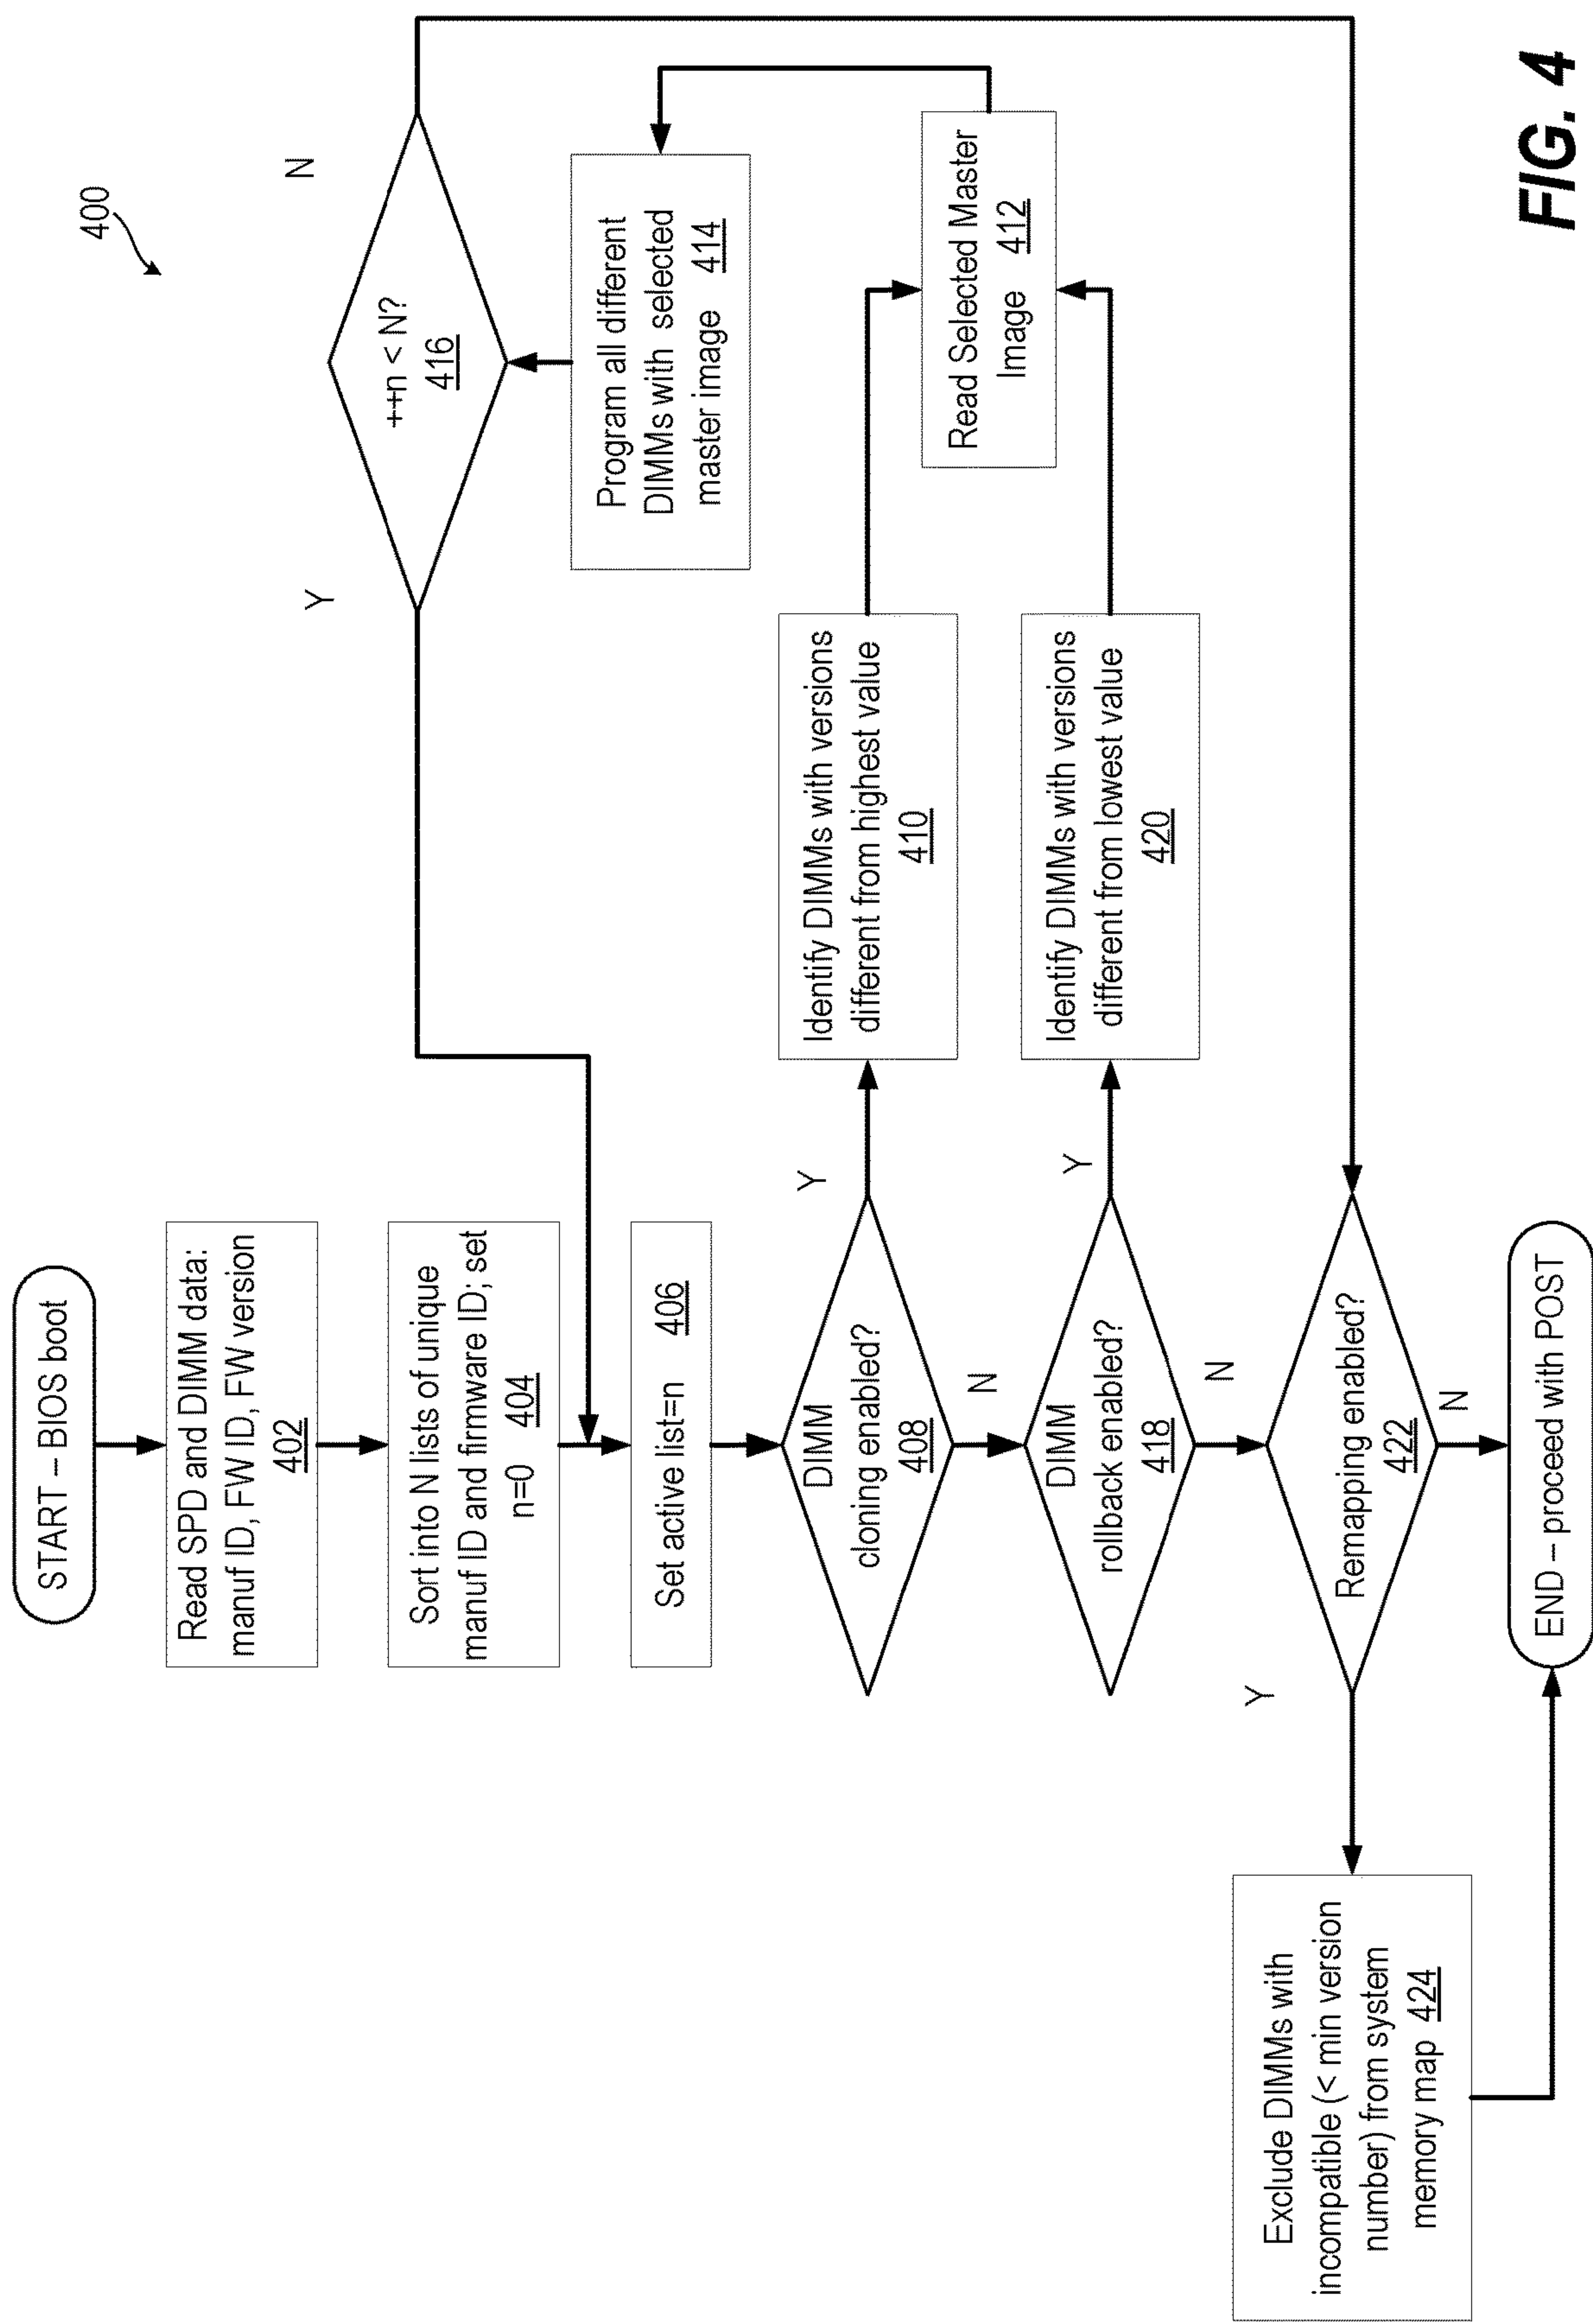 400
START – BIOS boot
Read SPD and DIMM data:
manuf ID, FW ID, FW version
402
Sort into N lists of unique
manuf ID and firmware ID; set
n=0 404
Set active list=n 406
DIMM
cloning enabled?
408
Y
N
Identify DIMMs with versions
different from highest value
410
DIMM
rollback enabled?
418
Y
N
Identify DIMMs with versions
different from lowest value
420
Read Selected Master
Image 412
Program all different
DIMMs with selected
master image 414
++n < N?
416
Y
N
Remapping enabled?
422
Y
N
Exclude DIMMs with
incompatible (< min version
number) from system
memory map 424
END – proceed with POST
FIG. 4